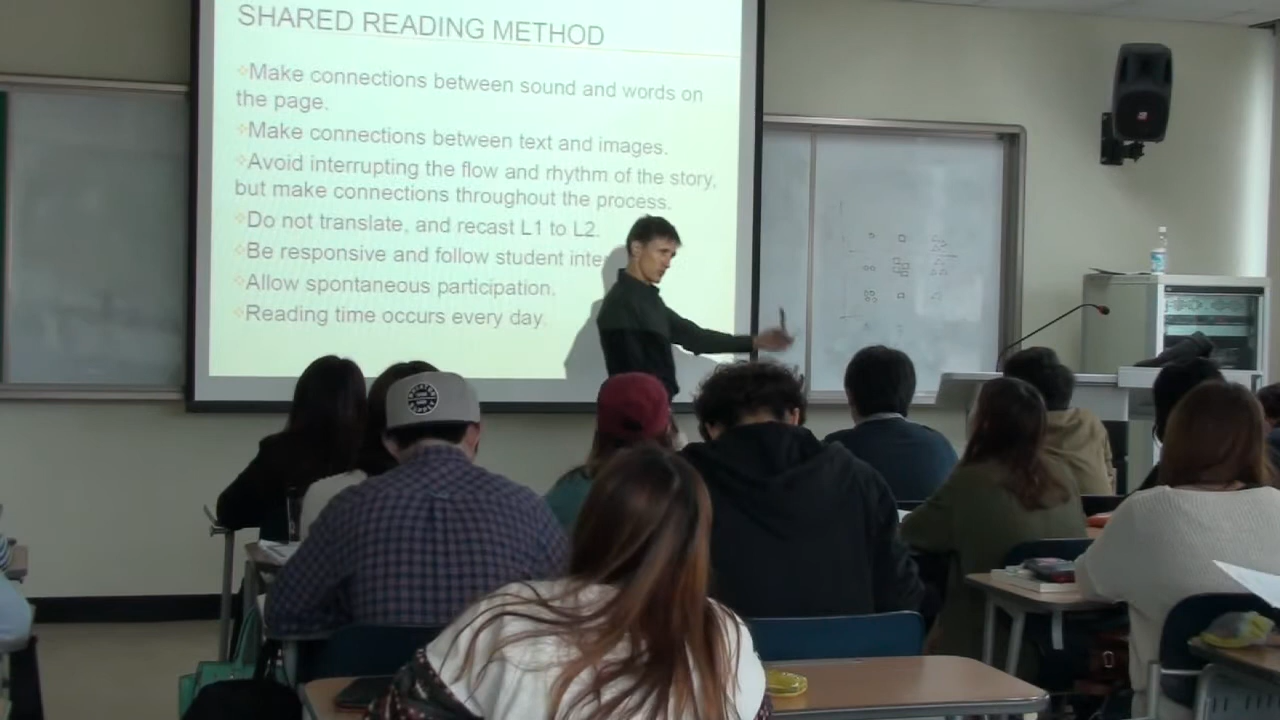 SHARED READING METHOD
Make connections between sound and words on
the page.
Make connections between text and images.
Avoid interrupting the flow and rhythm of the story,
but make connections throughout the process.
Do not translate, and recast L1 to L2.
Be responsive and follow student inte
Allow spontaneous participation.
Reading time occurs every day.